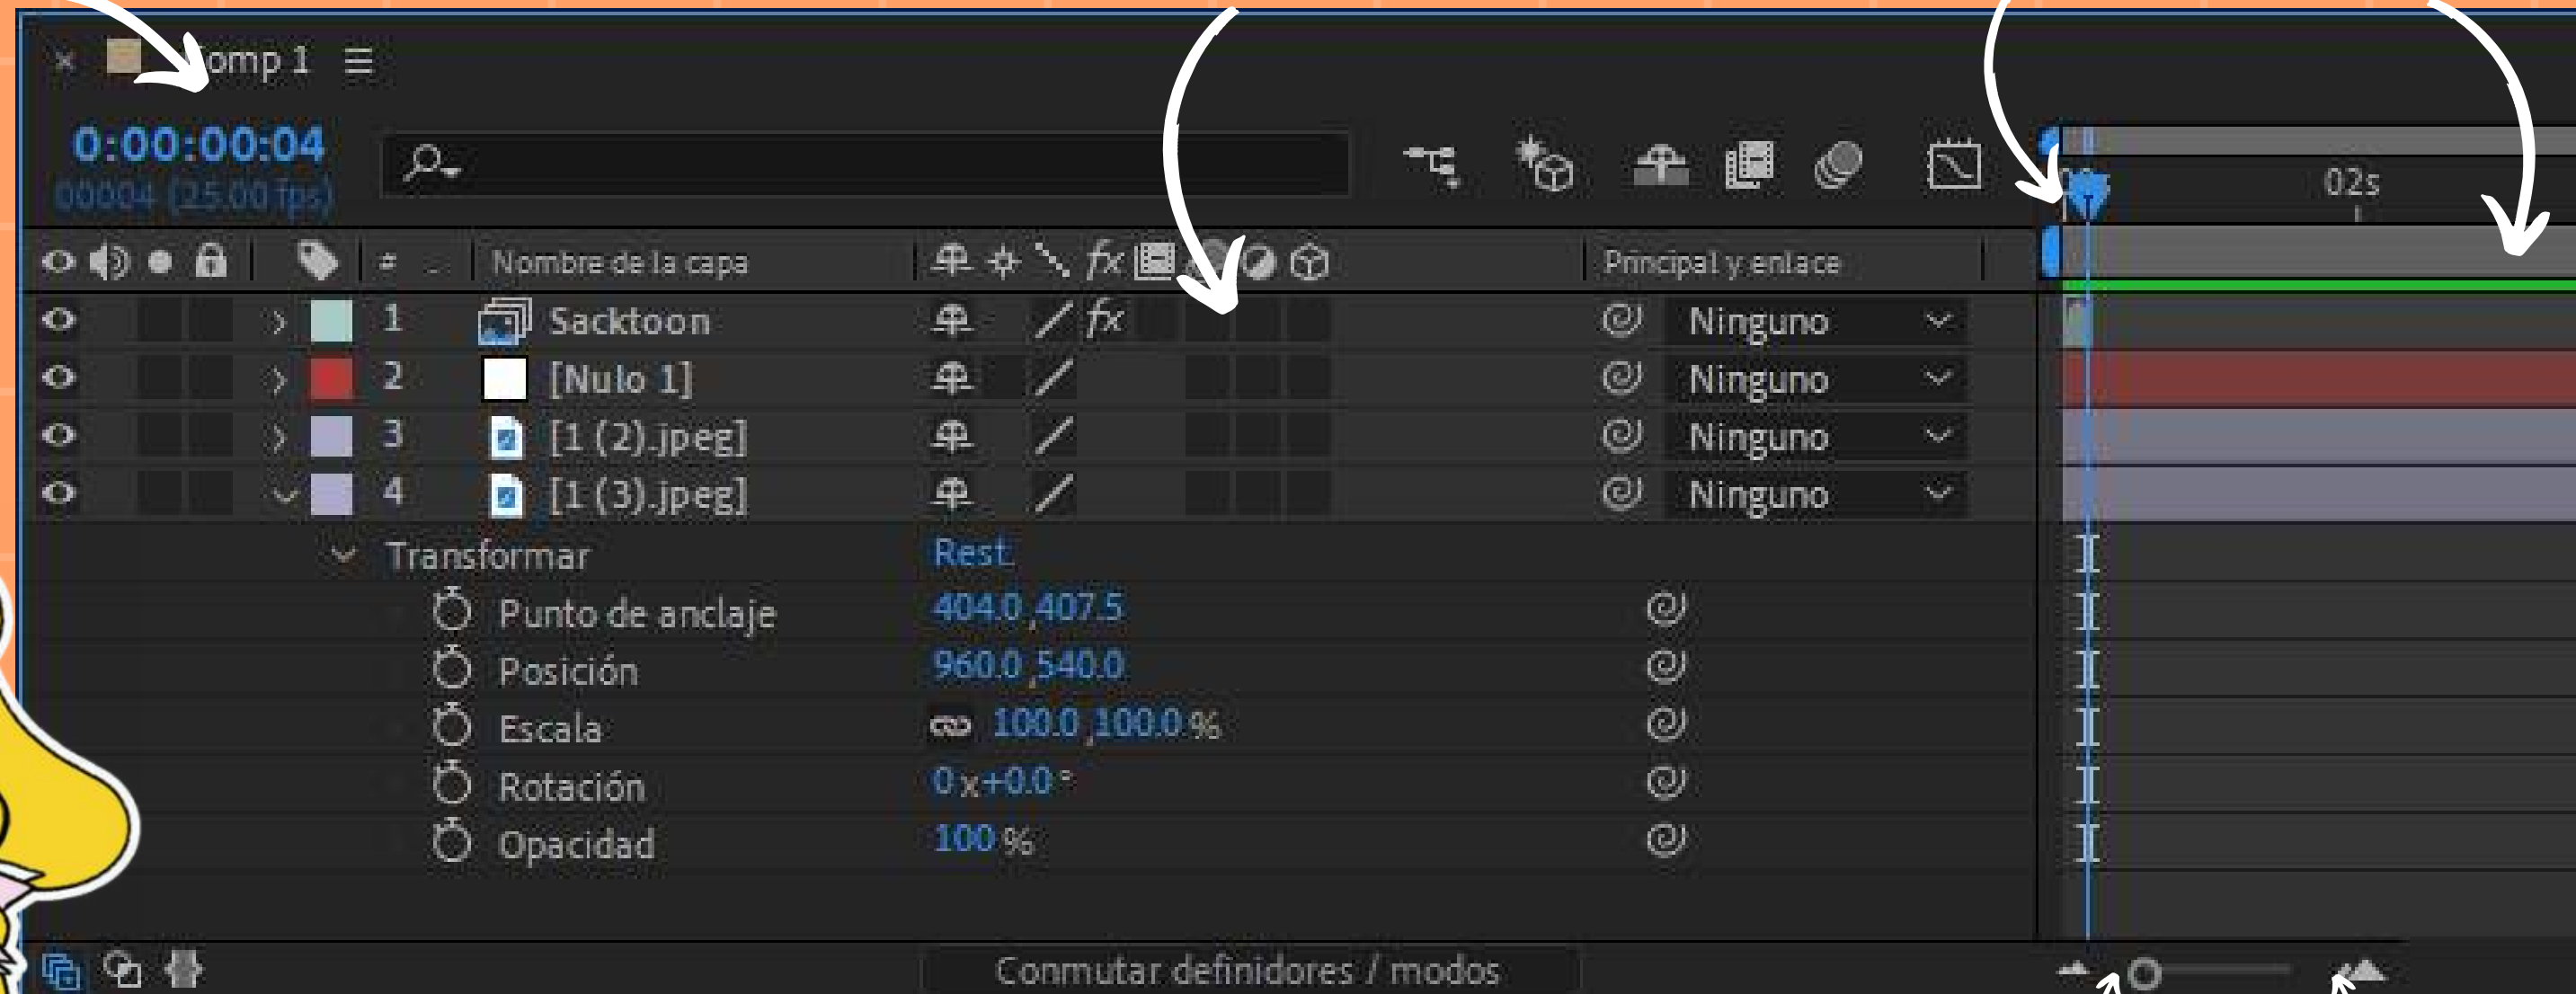 omp 1
0:00:00:04
00004 (25.00 fps)
02s
# Nombre de la capa fx Principal y enlace
1 Sacktoon fx Ninguno
2 [Nulo 1] Ninguno
3 [1 (2).jpeg] Ninguno
4 [1 (3).jpeg] Ninguno
Transformar Rest.
Punto de anclaje 404.0,407.5
Posición 960.0,540.0
Escala 100.0,100.0%
Rotación 0x+0.0°
Opacidad 100%
Conmutar definidores / modos